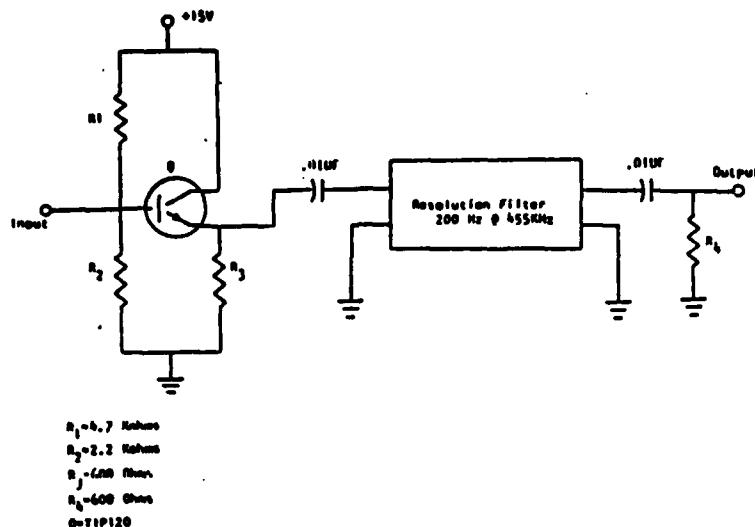 +15V
R1
Q
.01UF
.01UF
Output
Input
Resolution Filter
200 Hz @ 455KHz
R2
R3
R4
R1=4.7 Kohms
R2=2.2 Kohms
R4=600 Ohms
Q=TIP120